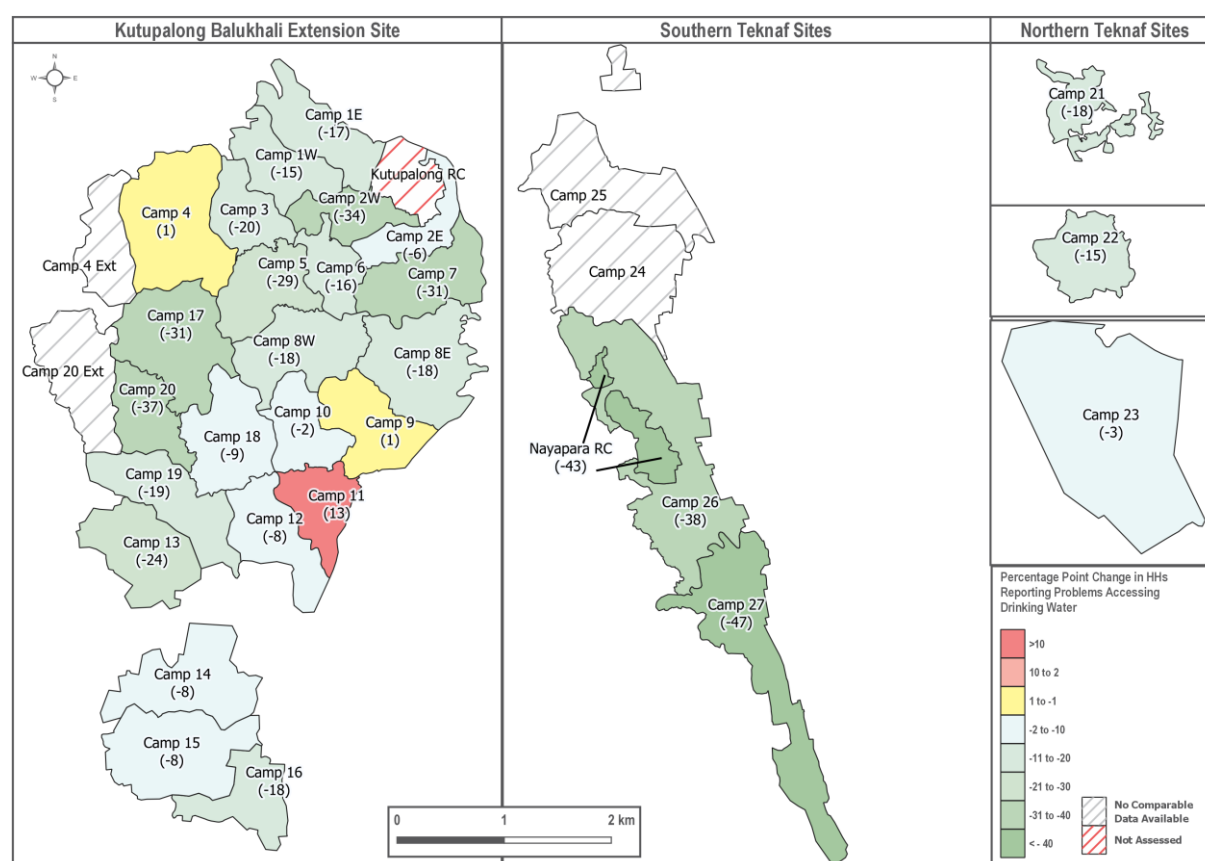 Kutupalong Balukhali Extension Site
Southern Teknaf Sites
Northern Teknaf Sites
N
W
E
S
Camp 1E
(-17)
Camp 1W
(-15)
Kutupalong RC
Camp 2W
(-34)
Camp 4
(1)
Camp 3
(-20)
Camp 2E
(-6)
Camp 4 Ext
Camp 5
(-29)
Camp 6
(-16)
Camp 7
(-31)
Camp 17
(-31)
Camp 8W
(-18)
Camp 8E
(-18)
Camp 20 Ext
Camp 20
(-37)
Camp 18
(-9)
Camp 10
(-2)
Camp 9
(1)
Camp 19
(-19)
Camp 11
(13)
Camp 12
(-8)
Camp 13
(-24)
Camp 14
(-8)
Camp 15
(-8)
Camp 16
(-18)
Camp 25
Camp 24
Nayapara RC
(-43)
Camp 26
(-38)
Camp 27
(-47)
0
1
2 km
Camp 21
(-18)
Camp 22
(-15)
Camp 23
(-3)
Percentage Point Change in HHs
Reporting Problems Accessing
Drinking Water
>10
10 to 2
1 to -1
-2 to -10
-11 to -20
-21 to -30
-31 to -40
< - 40
No Comparable
Data Available
Not Assessed